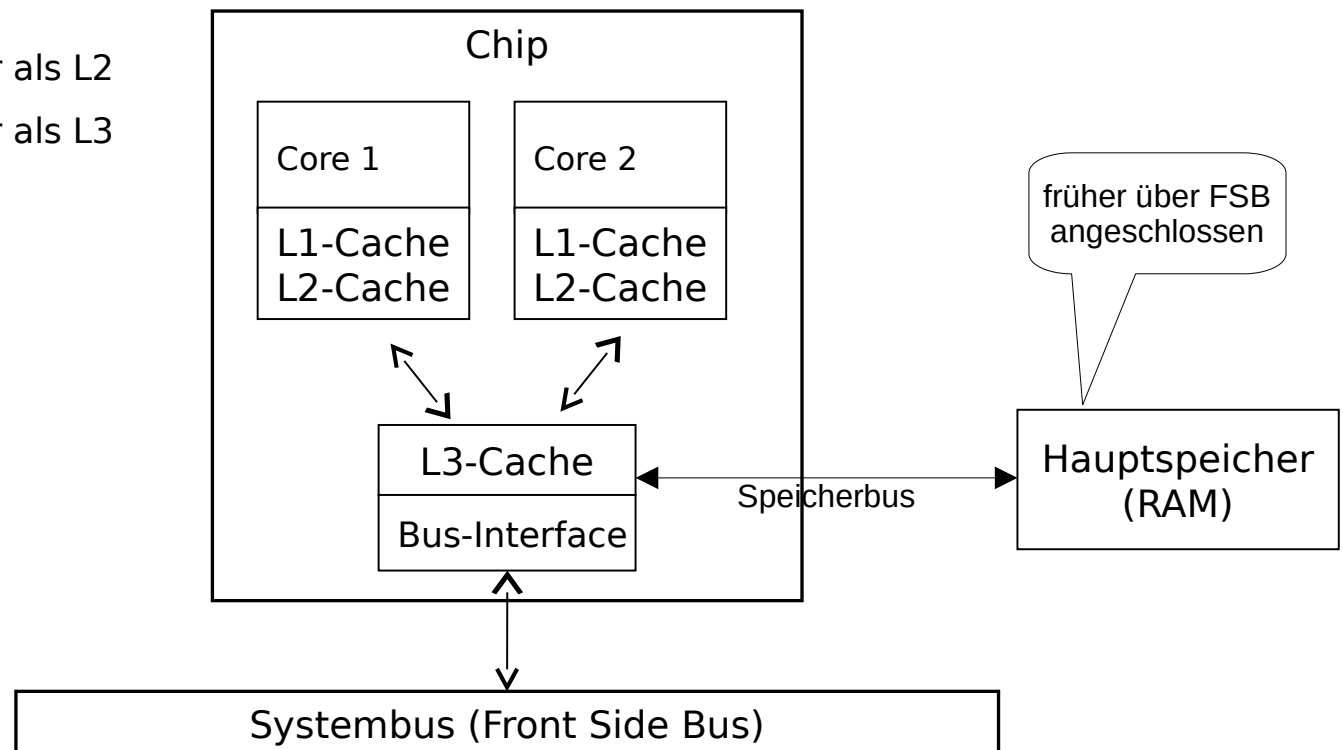 r als L2
r als L3
Chip
Core 1
L1-Cache
L2-Cache
Core 2
L1-Cache
L2-Cache
L3-Cache
Bus-Interface
Speicherbus
früher über FSB
angeschlossen
Hauptspeicher
(RAM)
Systembus (Front Side Bus)